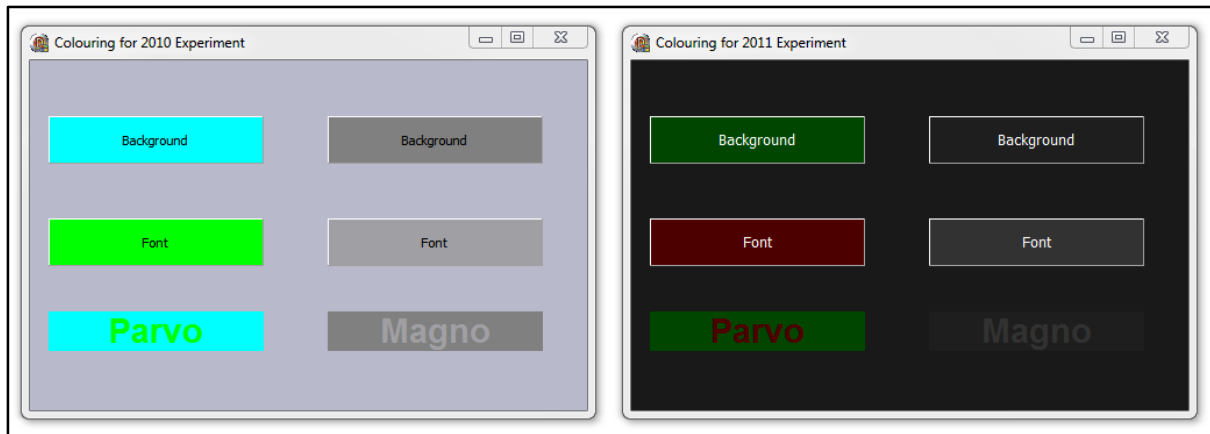 Colouring for 2010 Experiment
Background
Background
Font
Font
Parvo
Magno
Colouring for 2011 Experiment
Background
Background
Font
Font
Parvo
Magno